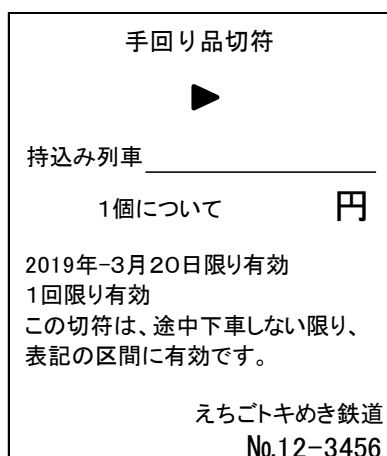 手回り品切符
▶
持込み列車
1個について 円
2019年-3月20日限り有効
1回限り有効
この切符は、途中下車しない限り、
表記の区間に有効です。
えちごトキめき鉄道
№12-3456